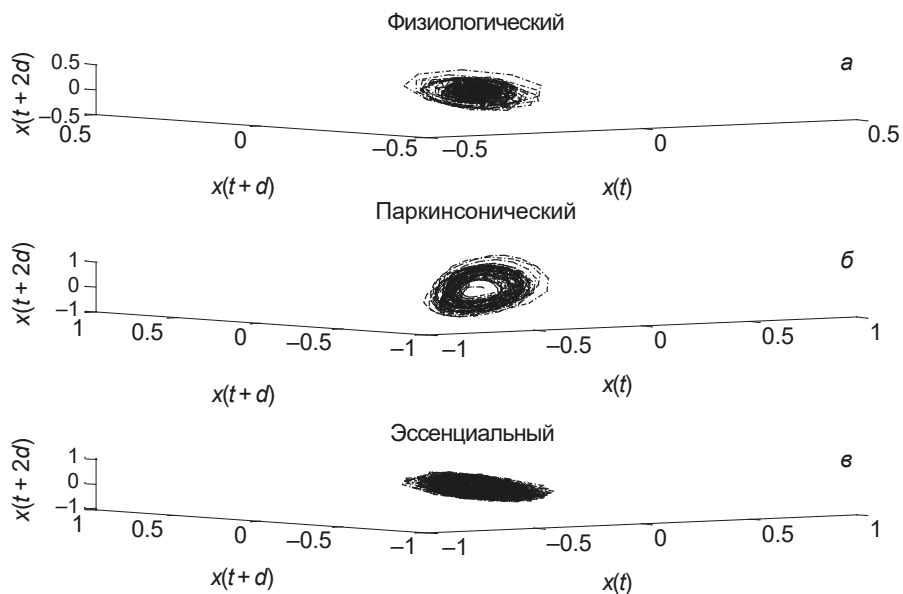 Физиологический
а
x(t + 2d)
0.5
0
–0.5
0.5
0
–0.5
–0.5
0
0.5
x(t + d)
x(t)
Паркинсонический
б
x(t + 2d)
1
0
–1
1
0.5
0
–0.5
–1
–1
–0.5
0
0.5
1
x(t + d)
x(t)
Эссенциальный
в
x(t + 2d)
1
0
–1
1
0.5
0
–0.5
–1
–1
–0.5
0
0.5
1
x(t + d)
x(t)